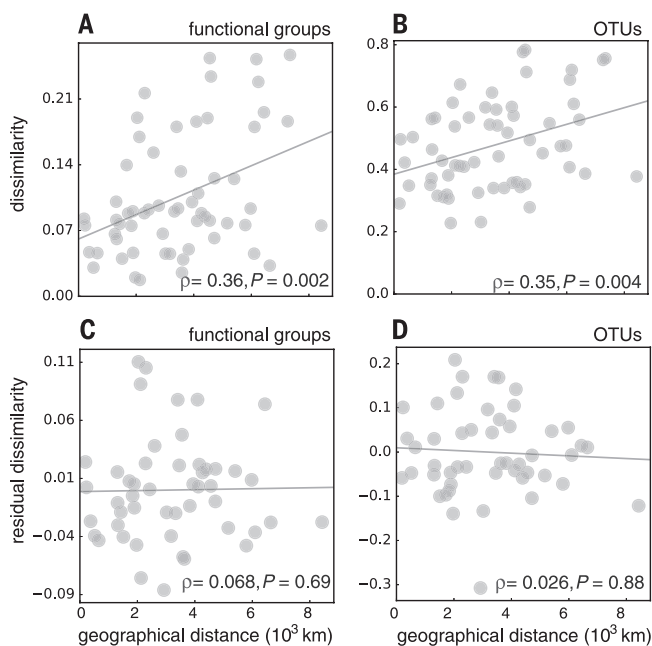 A functional groups
B OTUs
dissimilarity
0.21
0.14
0.07
0.00
ρ= 0.36, P = 0.002
0.8
0.6
0.4
0.2
0.0
ρ= 0.35, P = 0.004
C functional groups
D OTUs
residual dissimilarity
0.11
0.06
0.01
−0.04
−0.09
ρ= 0.068, P = 0.69
0 2 4 6 8
geographical distance (10³ km)
0.2
0.1
0.0
−0.1
−0.2
−0.3
ρ= 0.026, P = 0.88
0 2 4 6 8
geographical distance (10³ km)